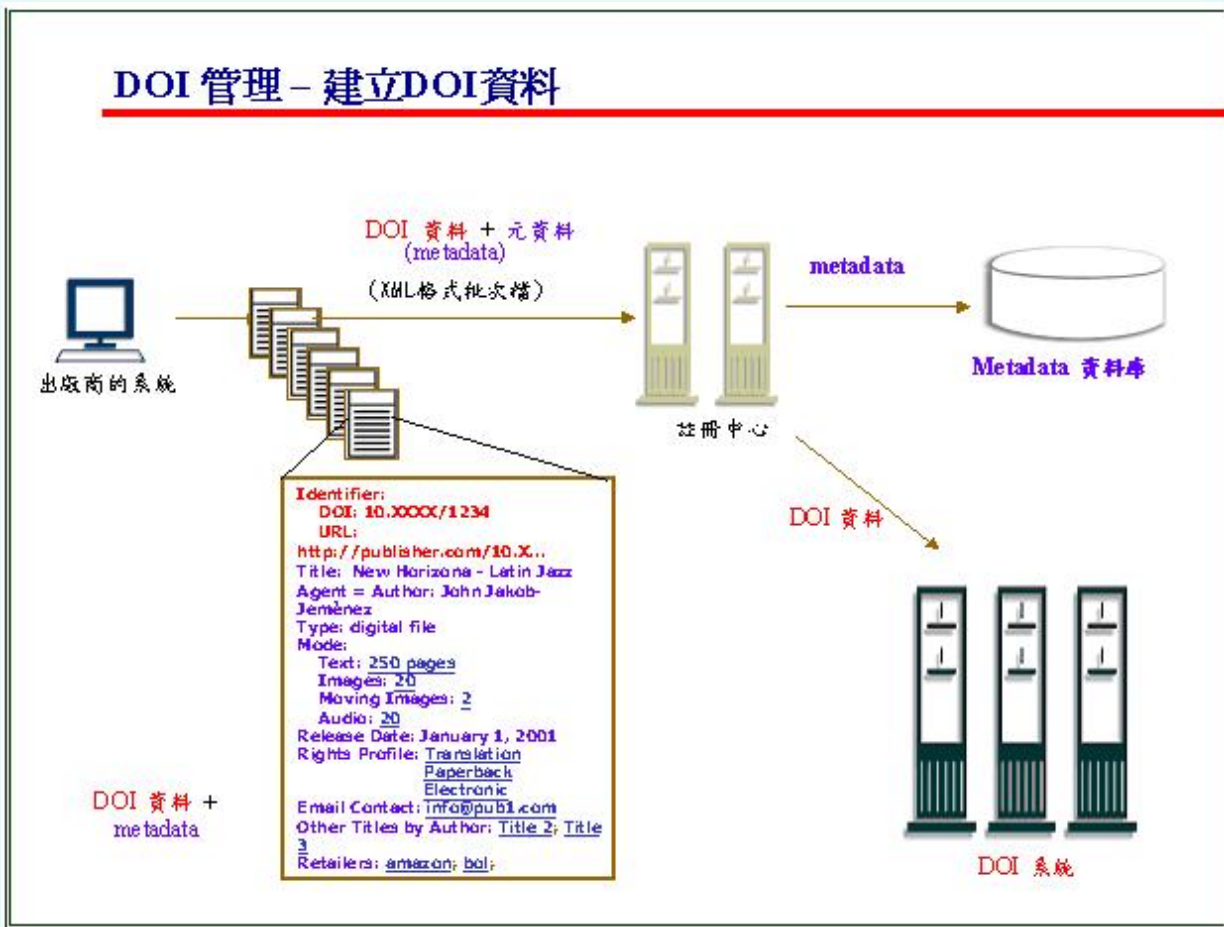 DOI 管理 – 建立DOI資料
DOI 資料 + 元資料
(metadata)
(XML格式批次檔)
metadata
出版商的系統
註冊中心
Metadata 資料庫
DOI 資料
Identifier:
DOI: 10.XXXX/1234
URL:
http://publisher.com/10.X...
Title: New Horizons - Latin Jazz
Agent = Author: John Jakob-
Jemènez
Type: digital file
Mode:
Text: 250 pages
Images: 20
Moving Images: 2
Audio: 20
Release Date: January 1, 2001
Rights Profile: Translation
Paperback
Electronic
Email Contact: info@pub1.com
Other Titles by Author: Title 2; Title
3
Retailers: amazon; bol;
DOI 資料 +
metadata
DOI 系統